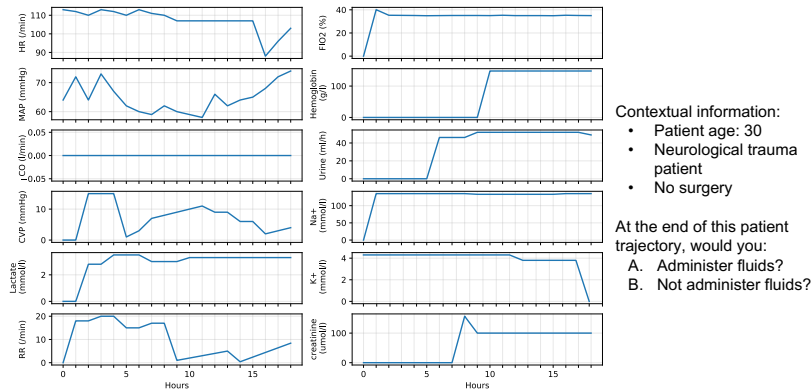 HR (/min)
110
100
90
MAP (mmHg)
70
60
CO (l/min)
0.05
0.00
0.05
CVP (mmHg)
10
0
Lactate
(mmol/l)
2
0
RR (/min)
20
10
0
0
5
10
15
Hours
FIO2 (%)
40
20
0
Hemoglobin
(g/l)
100
0
Urine (ml/h)
40
20
0
Na+
(mmol/l)
100
50
0
K+
(mmol/l)
4
2
0
creatinine
(umol/l)
100
0
0
5
10
15
Hours
Contextual information:
• Patient age: 30
• Neurological trauma
patient
• No surgery
At the end of this patient
trajectory, would you:
A. Administer fluids?
B. Not administer fluids?